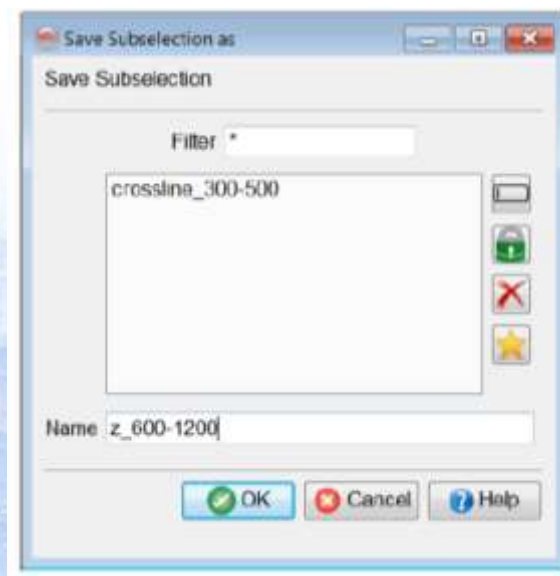 Save Subselection as
Save Subselection
Filter *
crossline_300-500
Name z_600-1200
OK Cancel Help